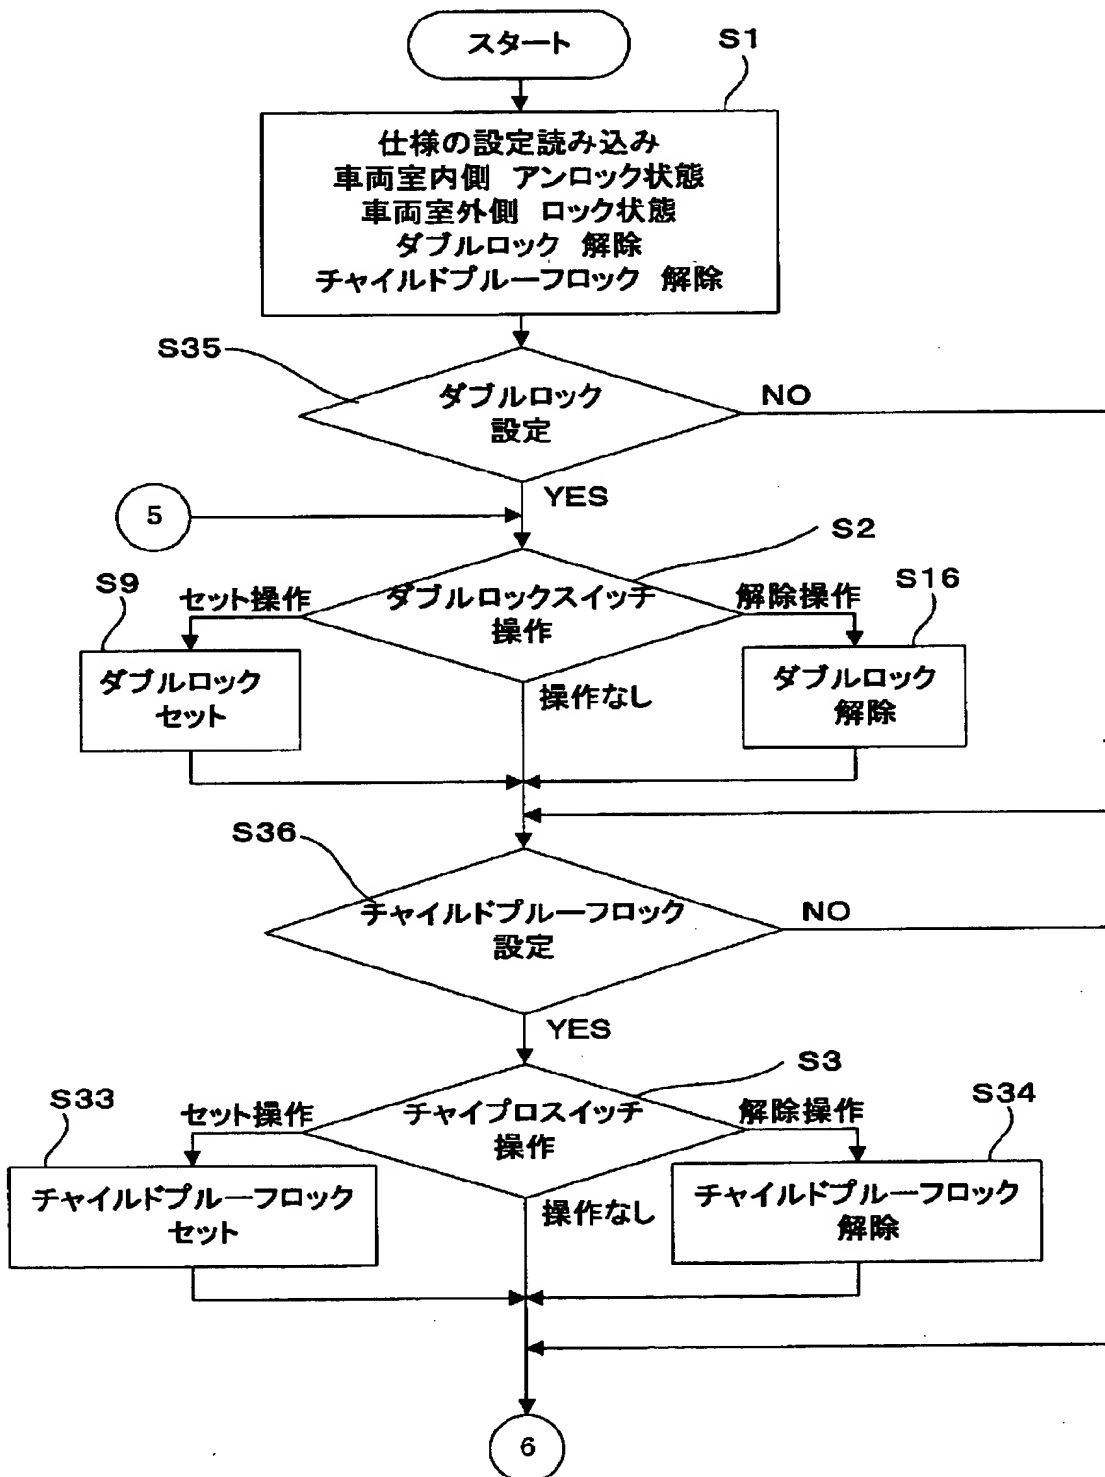 スタート
S1
仕様の設定読み込み
車両室内側 アンロック状態
車両室外側 ロック状態
ダブルロック 解除
チャイルドプルーフロック 解除
S35
ダブルロック
設定
NO
YES
5
S2
S9
セット操作
ダブルロックスイッチ
操作
解除操作
S16
ダブルロック
セット
操作なし
ダブルロック
解除
S36
チャイルドプルーフロック
設定
NO
YES
S3
S33
セット操作
チャイプロスイッチ
操作
解除操作
S34
チャイルドプルーフロック
セット
操作なし
チャイルドプルーフロック
解除
6